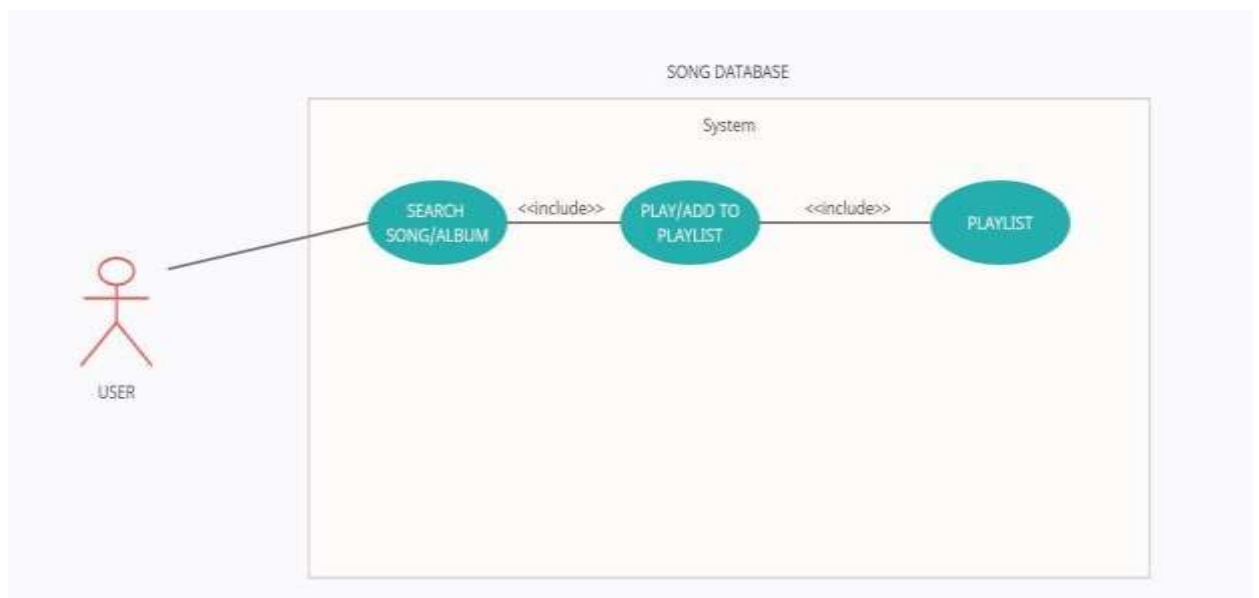 SONG DATABASE
System
SEARCH
SONG/ALBUM
<<include>>
PLAY/ADD TO
PLAYLIST
<<include>>
PLAYLIST
USER